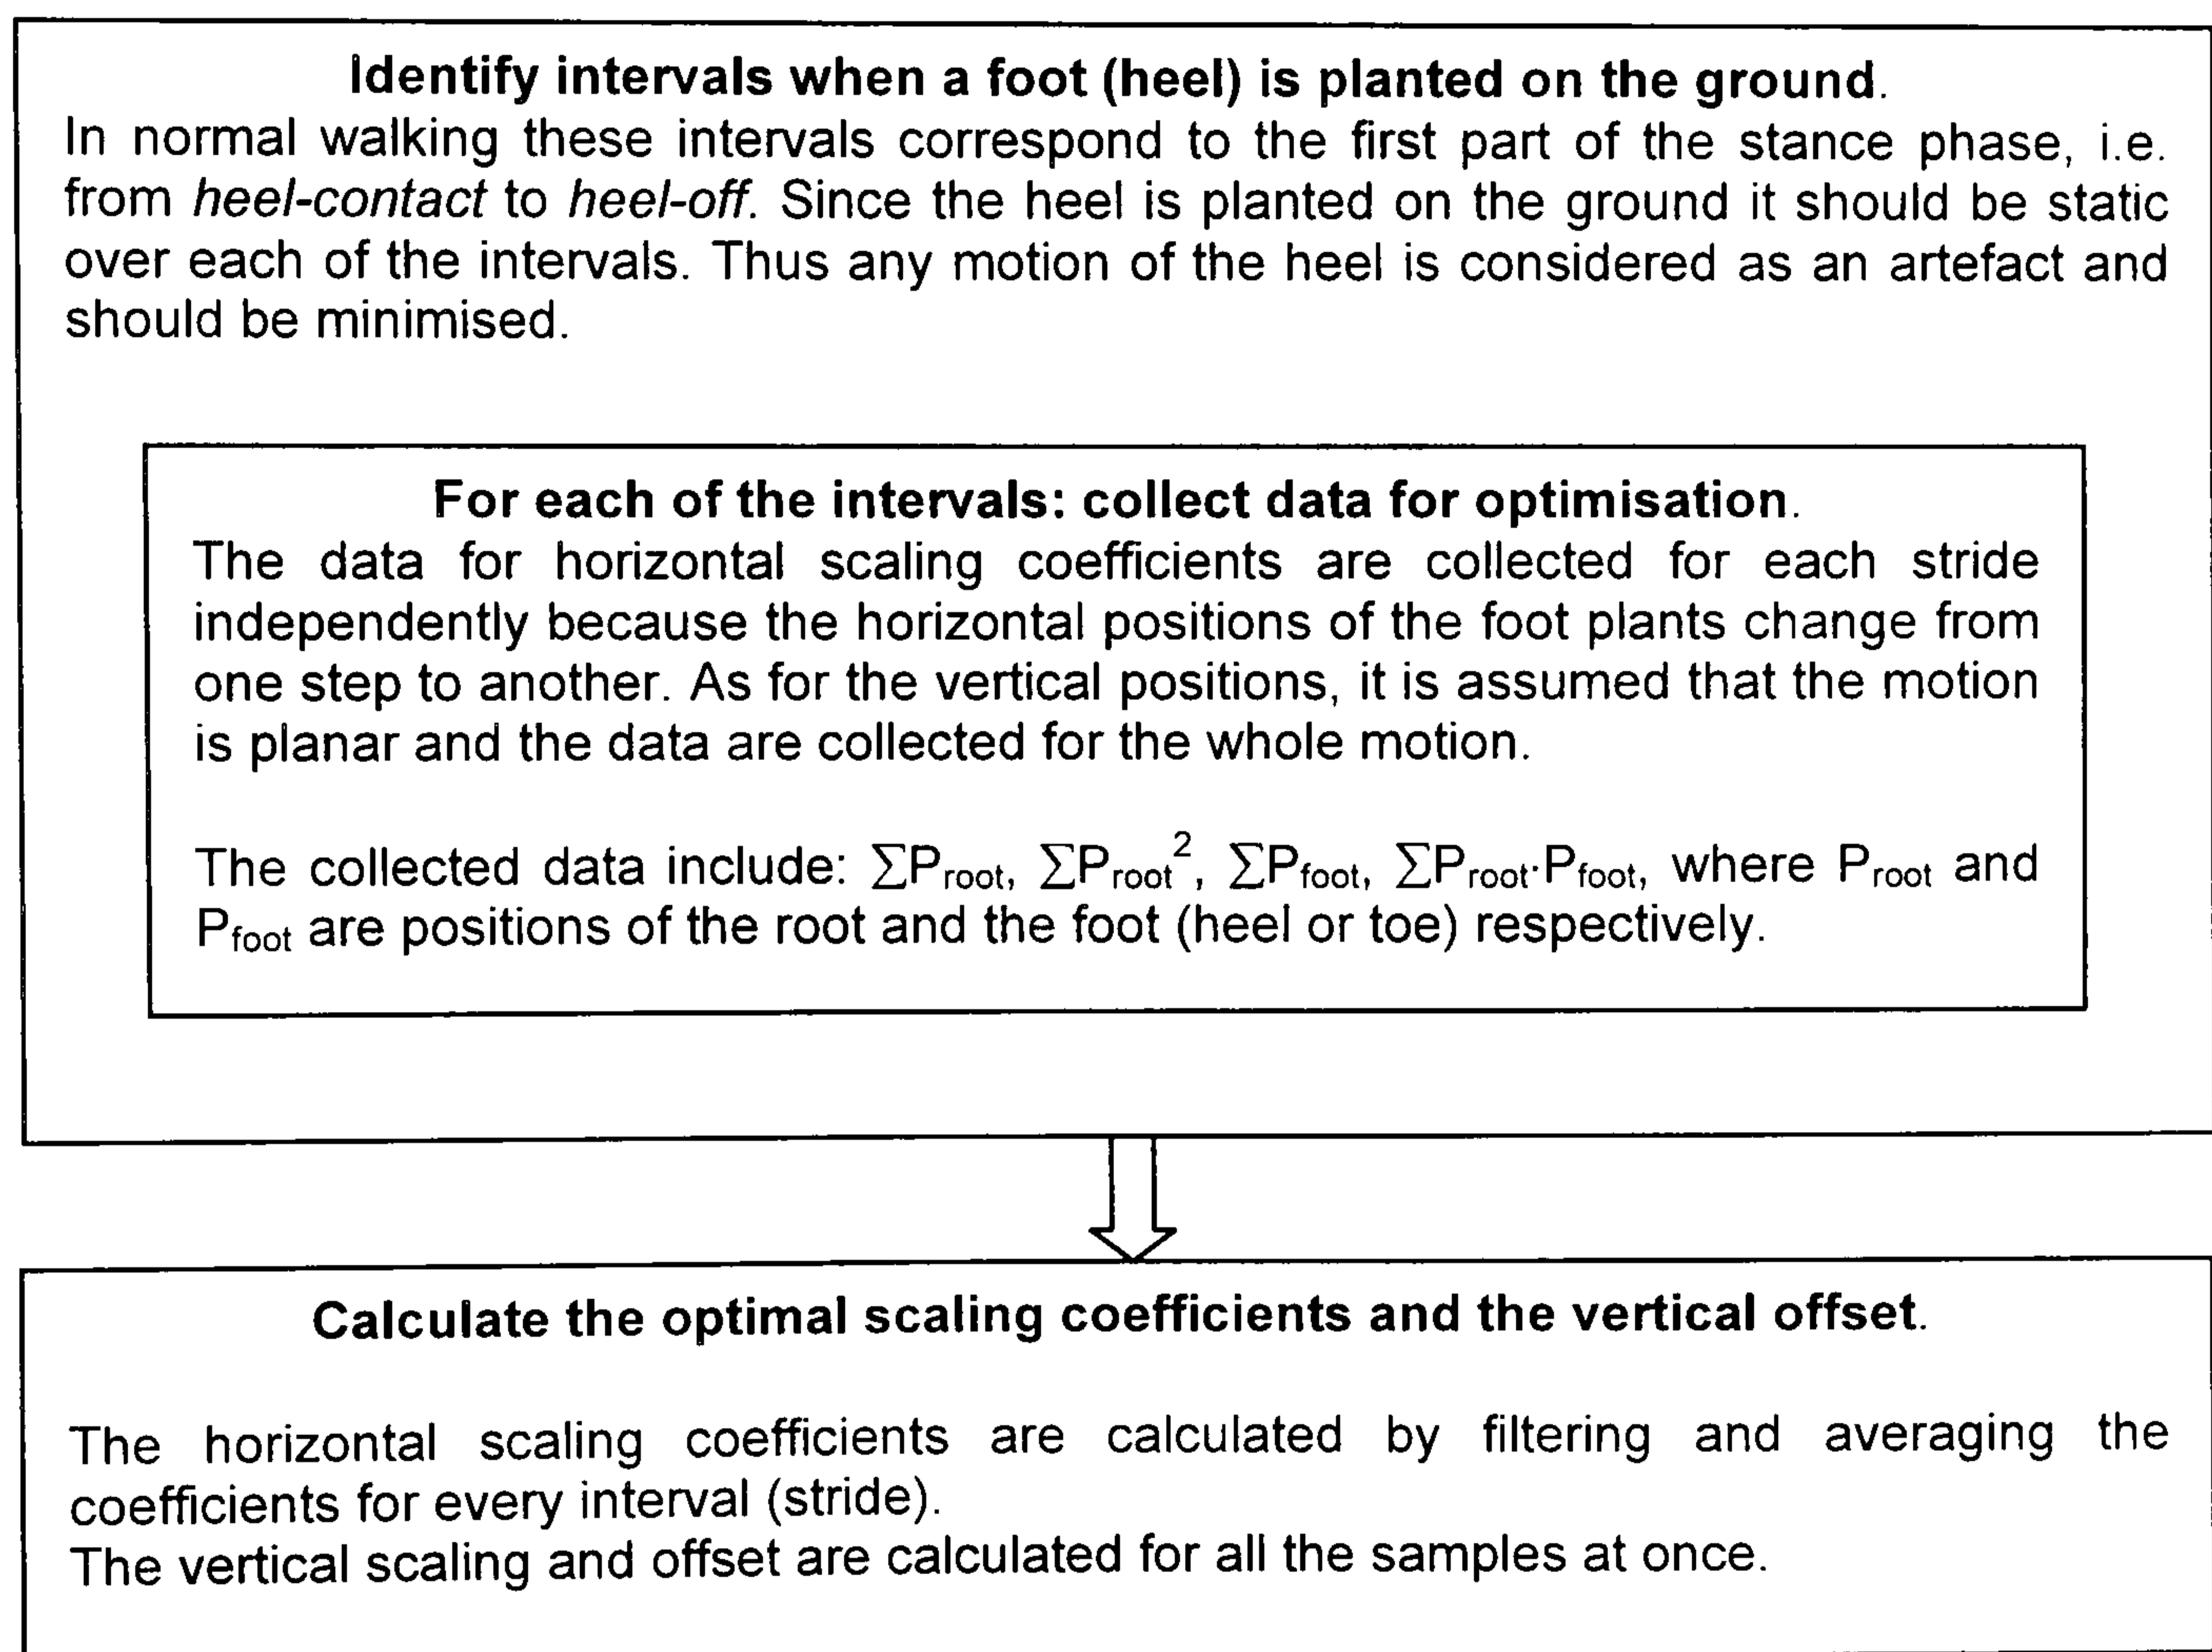 Identify intervals when a foot (heel) is planted on the ground.
In normal walking these intervals correspond to the first part of the stance phase, i.e.
from heel-contact to heel-off. Since the heel is planted on the ground it should be static
over each of the intervals. Thus any motion of the heel is considered as an artefact and
should be minimised.
For each of the intervals: collect data for optimisation.
The data for horizontal scaling coefficients are collected for each stride
independently because the horizontal positions of the foot plants change from
one step to another. As for the vertical positions, it is assumed that the motion
is planar and the data are collected for the whole motion.
The collected data include: ∑P_root, ∑P_root², ∑P_foot, ∑P_root·P_foot, where P_root and
P_foot are positions of the root and the foot (heel or toe) respectively.
Calculate the optimal scaling coefficients and the vertical offset.
The horizontal scaling coefficients are calculated by filtering and averaging the
coefficients for every interval (stride).
The vertical scaling and offset are calculated for all the samples at once.